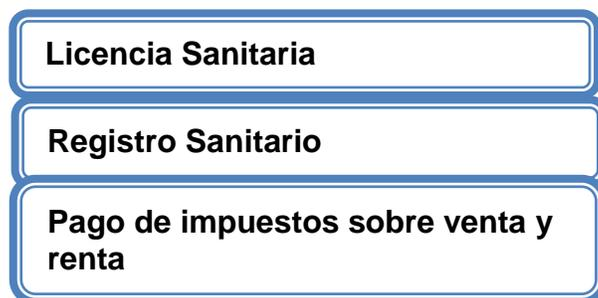 Licencia Sanitaria
Registro Sanitario
Pago de impuestos sobre venta y
renta